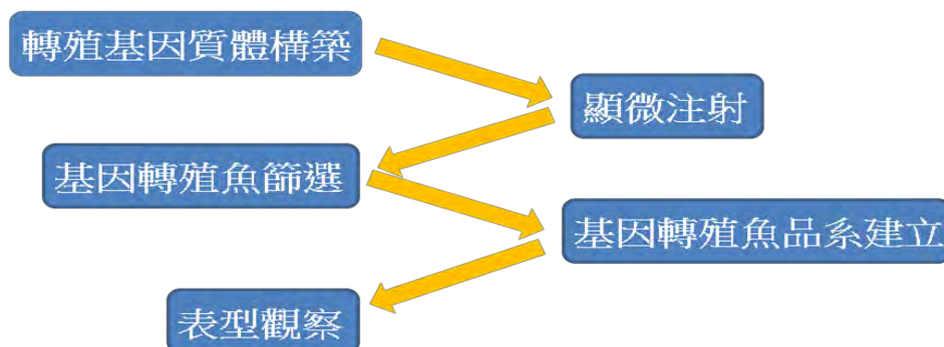 轉殖基因質體構築
顯微注射
基因轉殖魚篩選
基因轉殖魚品系建立
表型觀察